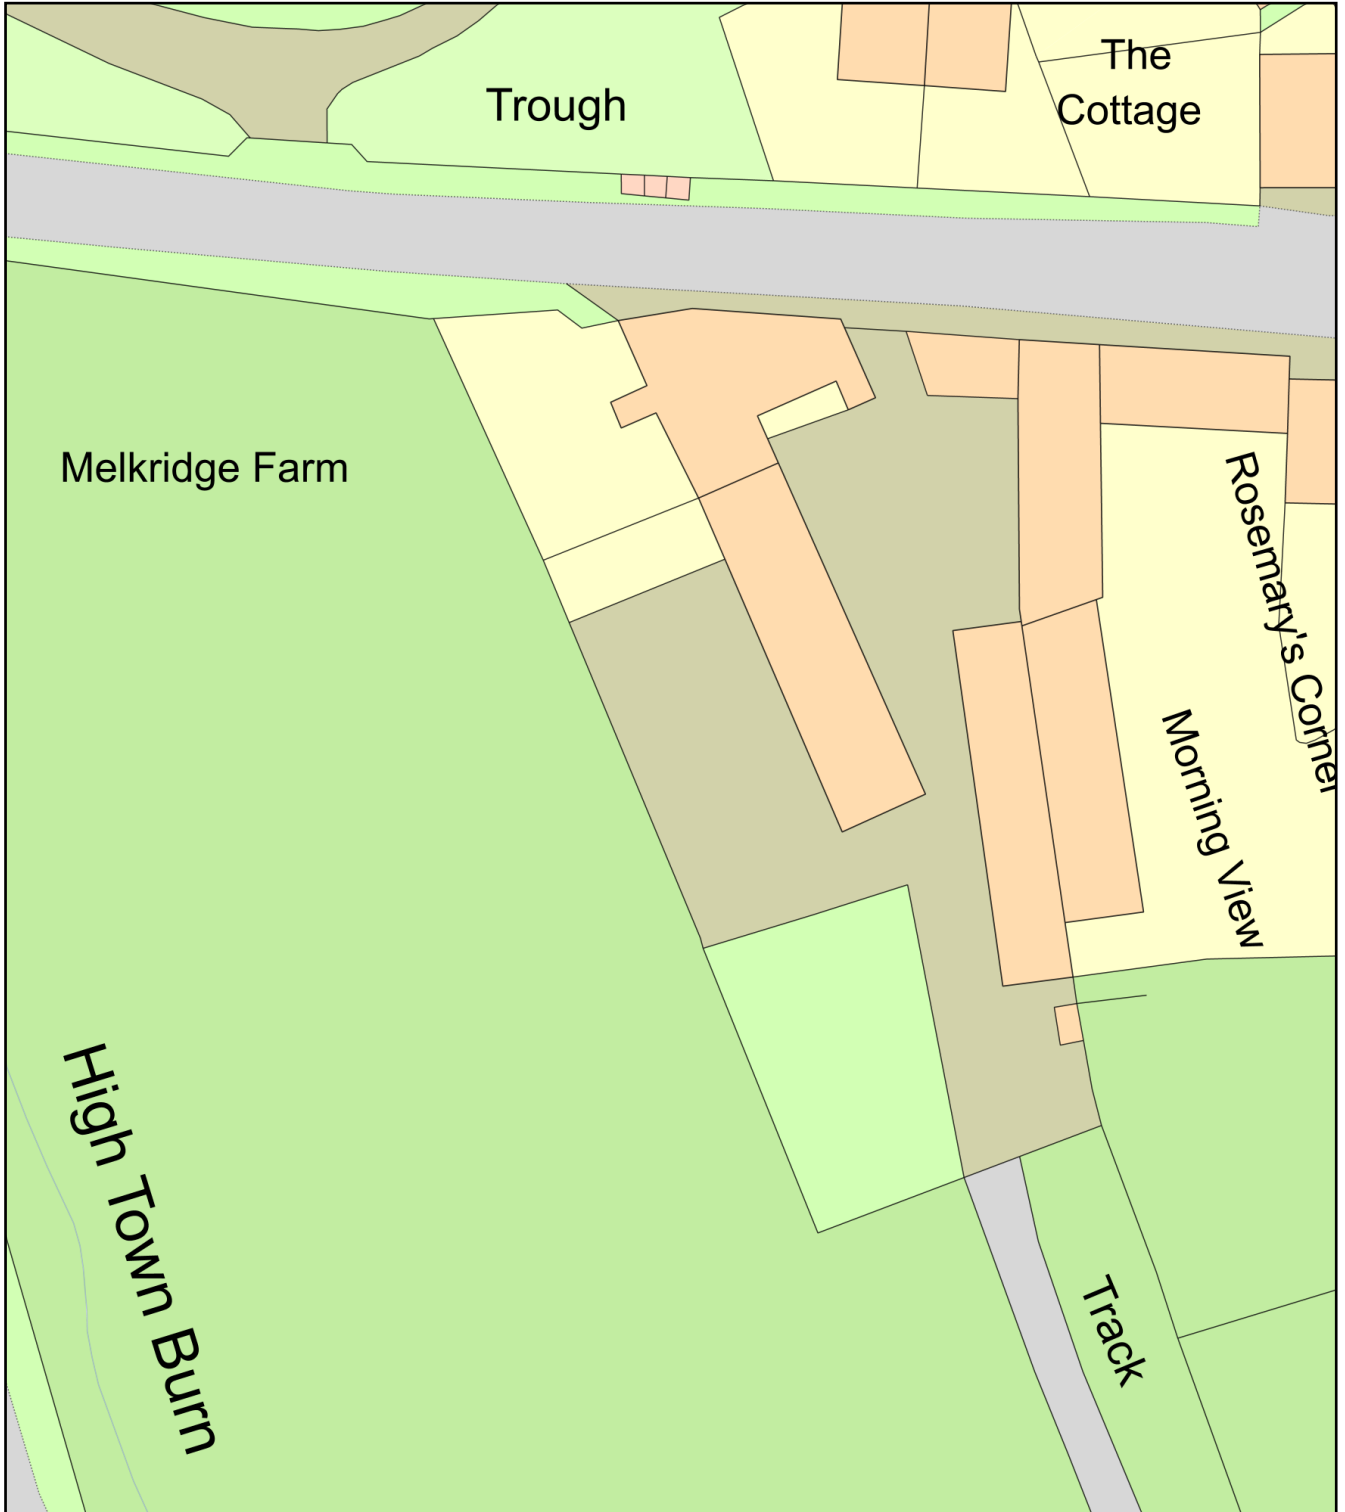 The
Cottage
Trough
Melkridge Farm
Rosemary's Corner
Morning View
High Town Burn
Track